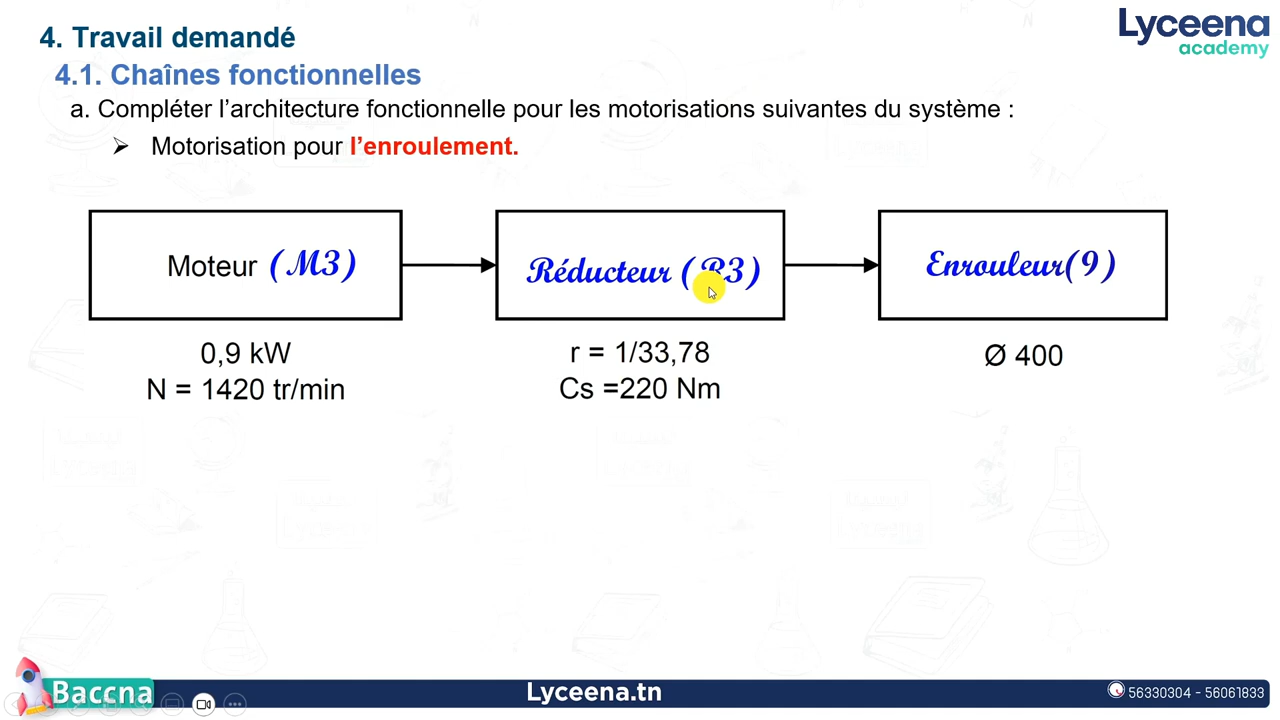 Lyceena
academy
4. Travail demandé
4.1. Chaînes fonctionnelles
a. Compléter l’architecture fonctionnelle pour les motorisations suivantes du système :
➢ Motorisation pour l’enroulement.
Moteur (M3)
Réducteur (R3)
Enrouleur(9)
0,9 kW
N = 1420 tr/min
r = 1/33,78
Cs =220 Nm
Ø 400
Baccna
Lyceena.tn
56330304 - 56061833